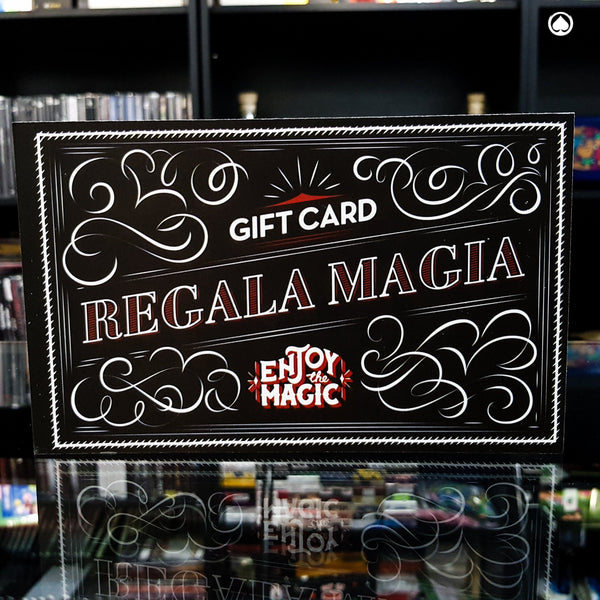 GIFT CARD
REGALA MAGIA
ENJOY
the
MAGIC